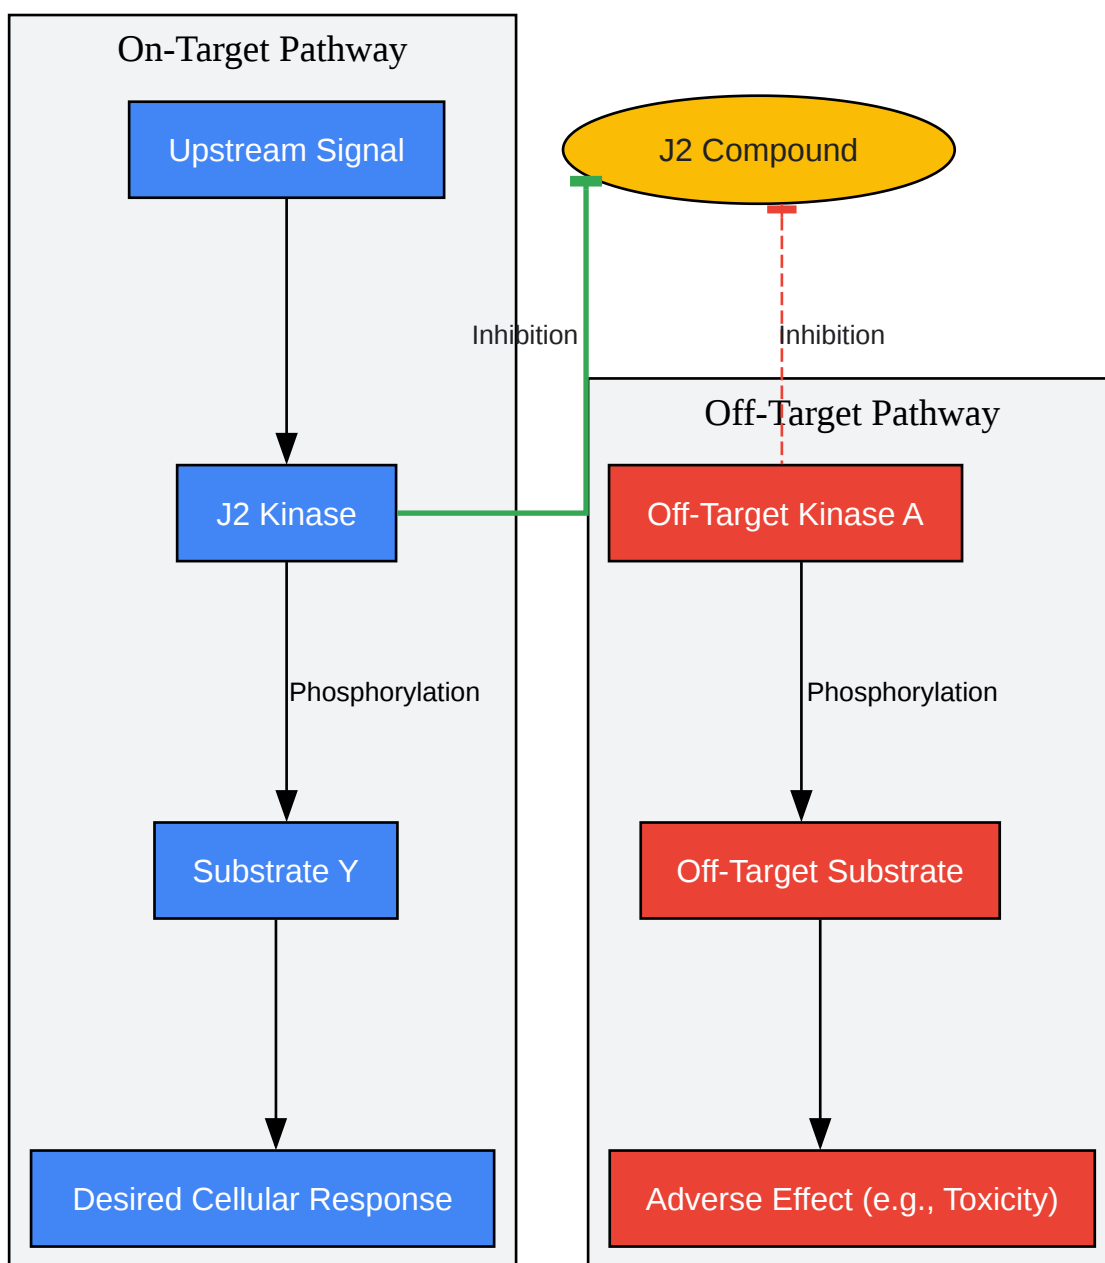 On-Target Pathway
Upstream Signal
J2 Compound
Inhibition
Inhibition
Off-Target Pathway
J2 Kinase
Off-Target Kinase A
Phosphorylation
Phosphorylation
Substrate Y
Off-Target Substrate
Desired Cellular Response
Adverse Effect (e.g., Toxicity)